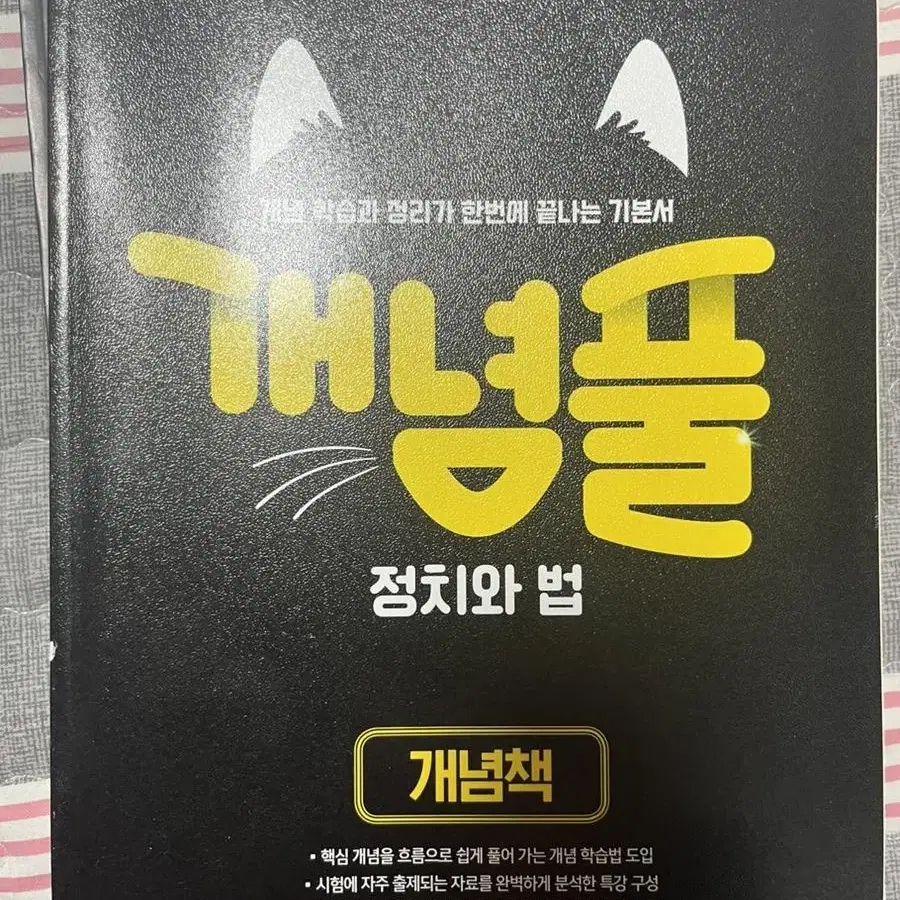 개념 학습과 정리가 한번에 끝나는 기본서
개념풀
정치와 법
개념책
▪ 핵심 개념을 흐름으로 쉽게 풀어 가는 개념 학습법 도입
▪ 시험에 자주 출제되는 자료를 완벽하게 분석한 특강 구성